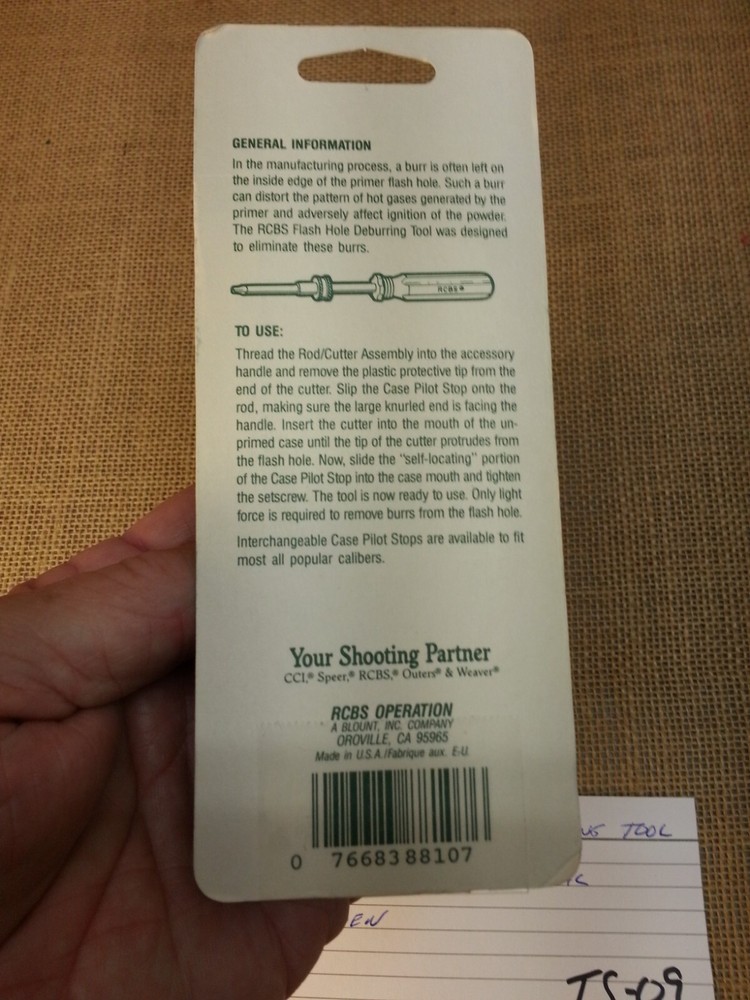 GENERAL INFORMATION
In the manufacturing process, a burr is often left on
the inside edge of the primer flash hole. Such a burr
can distort the pattern of hot gases generated by the
primer and adversely affect ignition of the powder.
The RCBS Flash Hole Deburring Tool was designed
to eliminate these burrs.
RCBS®
TO USE:
Thread the Rod/Cutter Assembly into the accessory
handle and remove the plastic protective tip from the
end of the cutter. Slip the Case Pilot Stop onto the
rod, making sure the large knurled end is facing the
handle. Insert the cutter into the mouth of the un-
primed case until the tip of the cutter protrudes from
the flash hole. Now, slide the "self-locating" portion
of the Case Pilot Stop into the case mouth and tighten
the setscrew. The tool is now ready to use. Only light
force is required to remove burrs from the flash hole.
Interchangeable Case Pilot Stops are available to fit
most all popular calibers.
Your Shooting Partner
CCI,® Speer,® RCBS,® Outers® & Weaver®
RCBS OPERATION
A BLOUNT, INC. COMPANY
OROVILLE, CA 95965
Made in U.S.A./Fabrique aux. E.U.
0 76683 88107
TOOL
EN